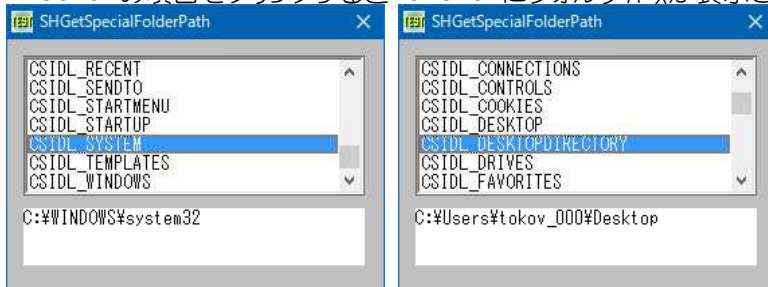 SHGetSpecialFolderPath
CSIDL_RECENT
CSIDL_SENDTO
CSIDL_STARTMENU
CSIDL_STARTUP
CSIDL_SYSTEM
CSIDL_TEMPLATES
CSIDL_WINDOWS
C:¥WINDOWS¥system32
SHGetSpecialFolderPath
CSIDL_CONNECTIONS
CSIDL_CONTROLS
CSIDL_COOKIES
CSIDL_DESKTOP
CSIDL_DESKTOPDIRECTORY
CSIDL_DRIVES
CSIDL_FAVORITES
C:¥Users¥tokov_000¥Desktop